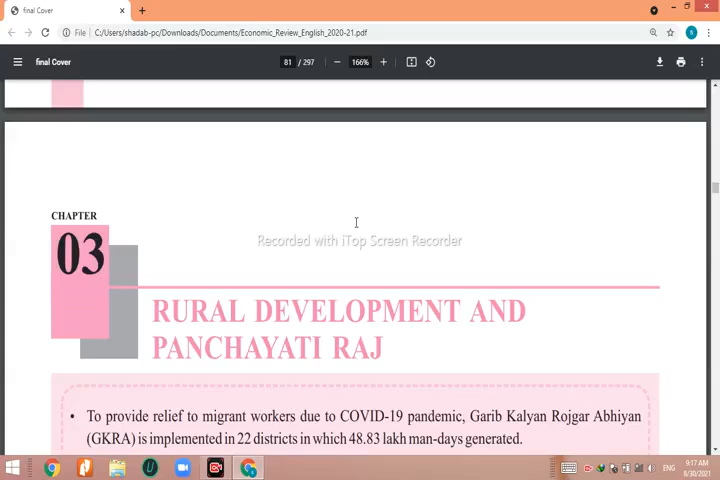 final Cover
File
C:/Users/shadab-pc/Downloads/Documents/Economic_Review_English_2020-21.pdf
final Cover
81 / 297
166%
CHAPTER
03
Recorded with iTop Screen Recorder
RURAL DEVELOPMENT AND
PANCHAYATI RAJ
• To provide relief to migrant workers due to COVID-19 pandemic, Garib Kalyan Rojgar Abhiyan
(GKRA) is implemented in 22 districts in which 48.83 lakh man-days generated.
9:17 AM
6/30/2021